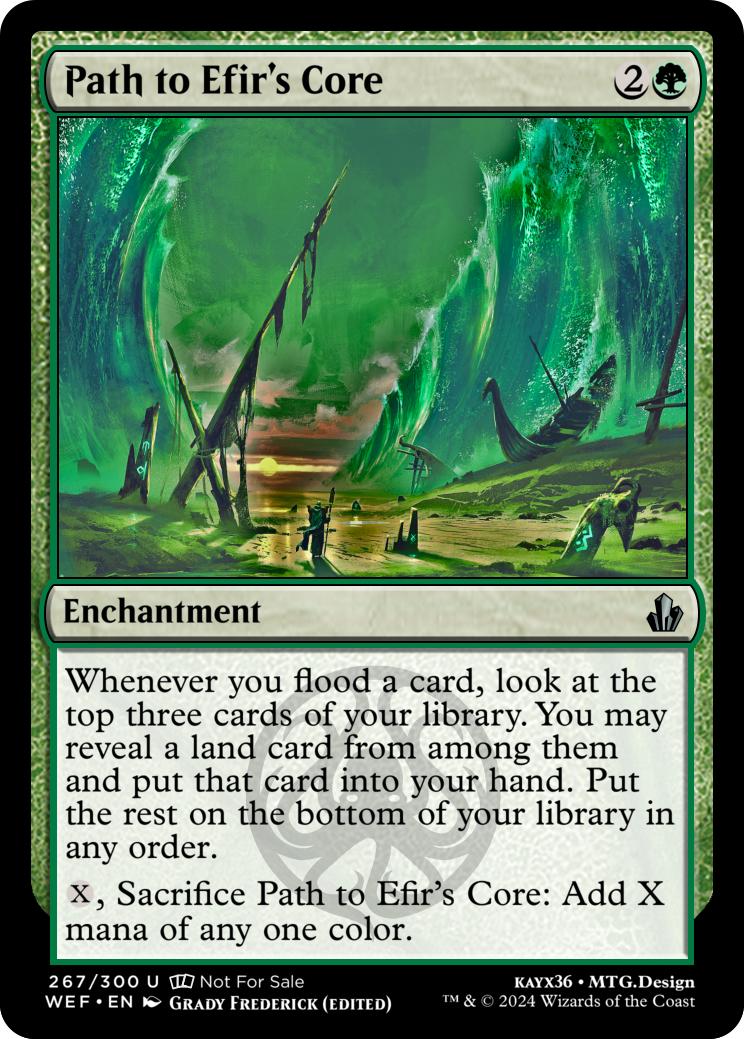 Path to Efir's Core 2
Enchantment
Whenever you flood a card, look at the
top three cards of your library. You may
reveal a land card from among them
and put that card into your hand. Put
the rest on the bottom of your library in
any order.
X, Sacrifice Path to Efir's Core: Add X
mana of any one color.
267/300 U Not For Sale
KAYX36 • MTG.Design
WEF • EN GRADY FREDERICK (EDITED)
™ & © 2024 Wizards of the Coast